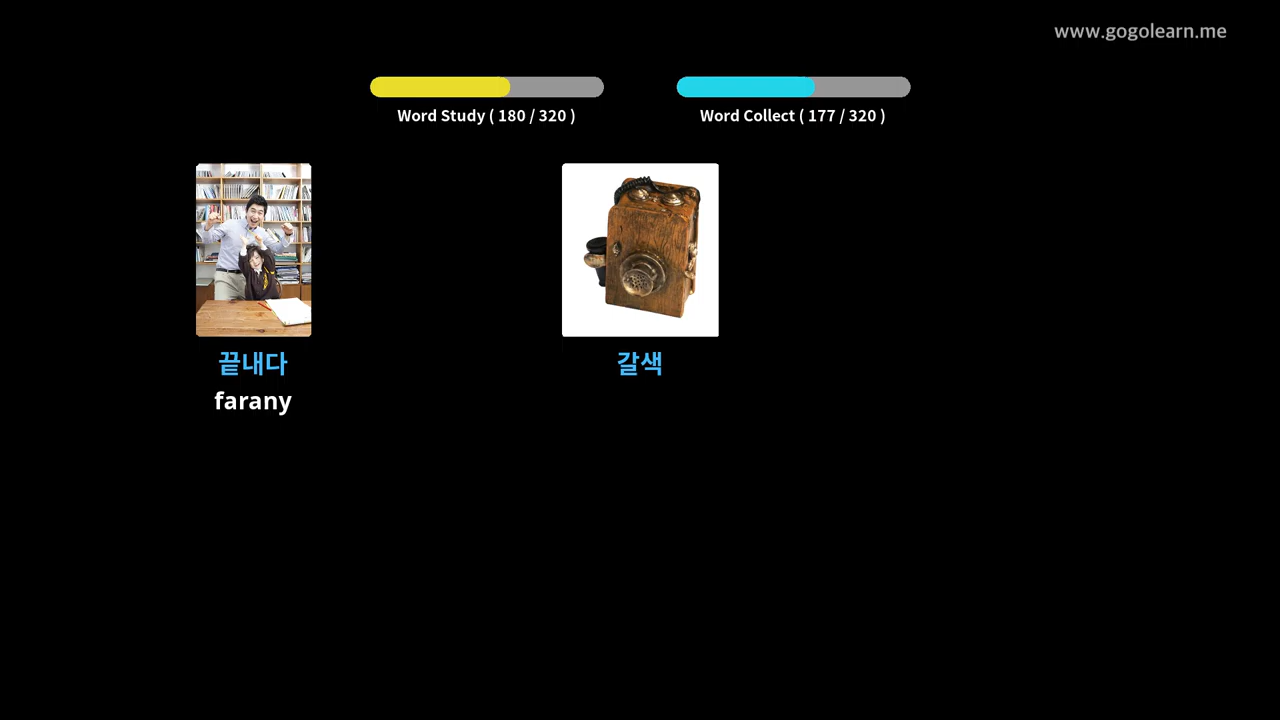 www.gogolearn.me
Word Study ( 180 / 320 )
Word Collect ( 177 / 320 )
끝내다
farany
갈색